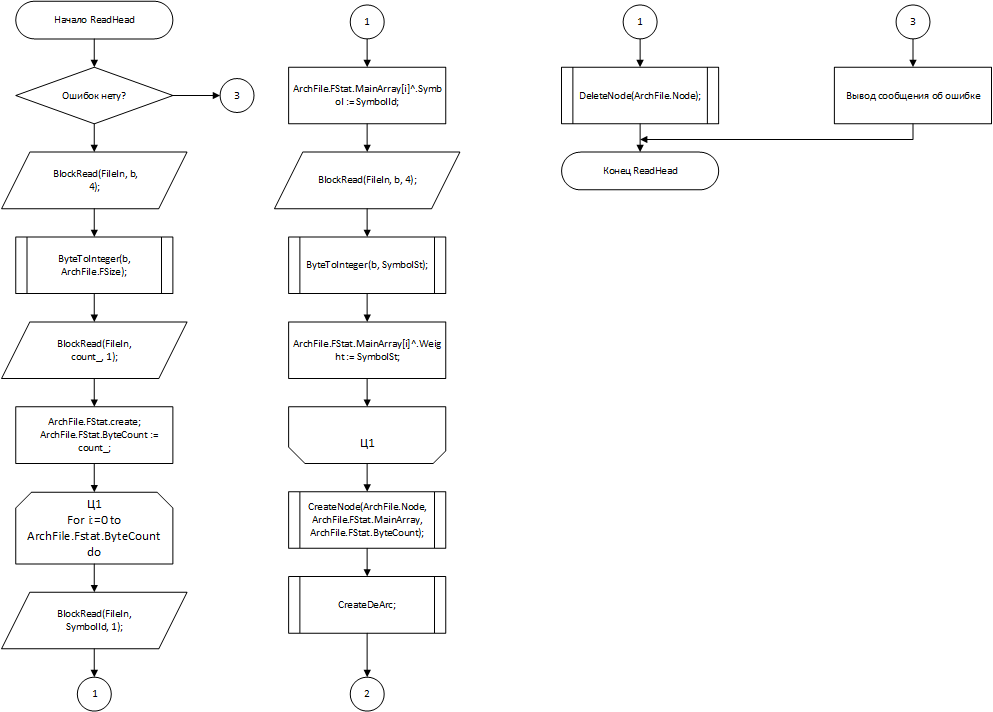 Начало ReadHead
Ошибок нету?
3
BlockRead(FileIn, b,
4);
ByteToInteger(b,
ArchFile.FSize);
BlockRead(FileIn,
count_, 1);
ArchFile.FStat.create;
ArchFile.FStat.ByteCount :=
count_;
Ц1
For i:=0 to
ArchFile.Fstat.ByteCount
do
BlockRead(FileIn,
SymbolId, 1);
1
1
ArchFile.FStat.MainArray[i]^.Symb
ol := SymbolId;
BlockRead(FileIn, b, 4);
ByteToInteger(b, SymbolSt);
ArchFile.FStat.MainArray[i]^.Weig
ht := SymbolSt;
Ц1
CreateNode(ArchFile.Node,
ArchFile.FStat.MainArray,
ArchFile.FStat.ByteCount);
CreateDeArc;
2
1
DeleteNode(ArchFile.Node);
Конец ReadHead
3
Вывод сообщения об ошибке